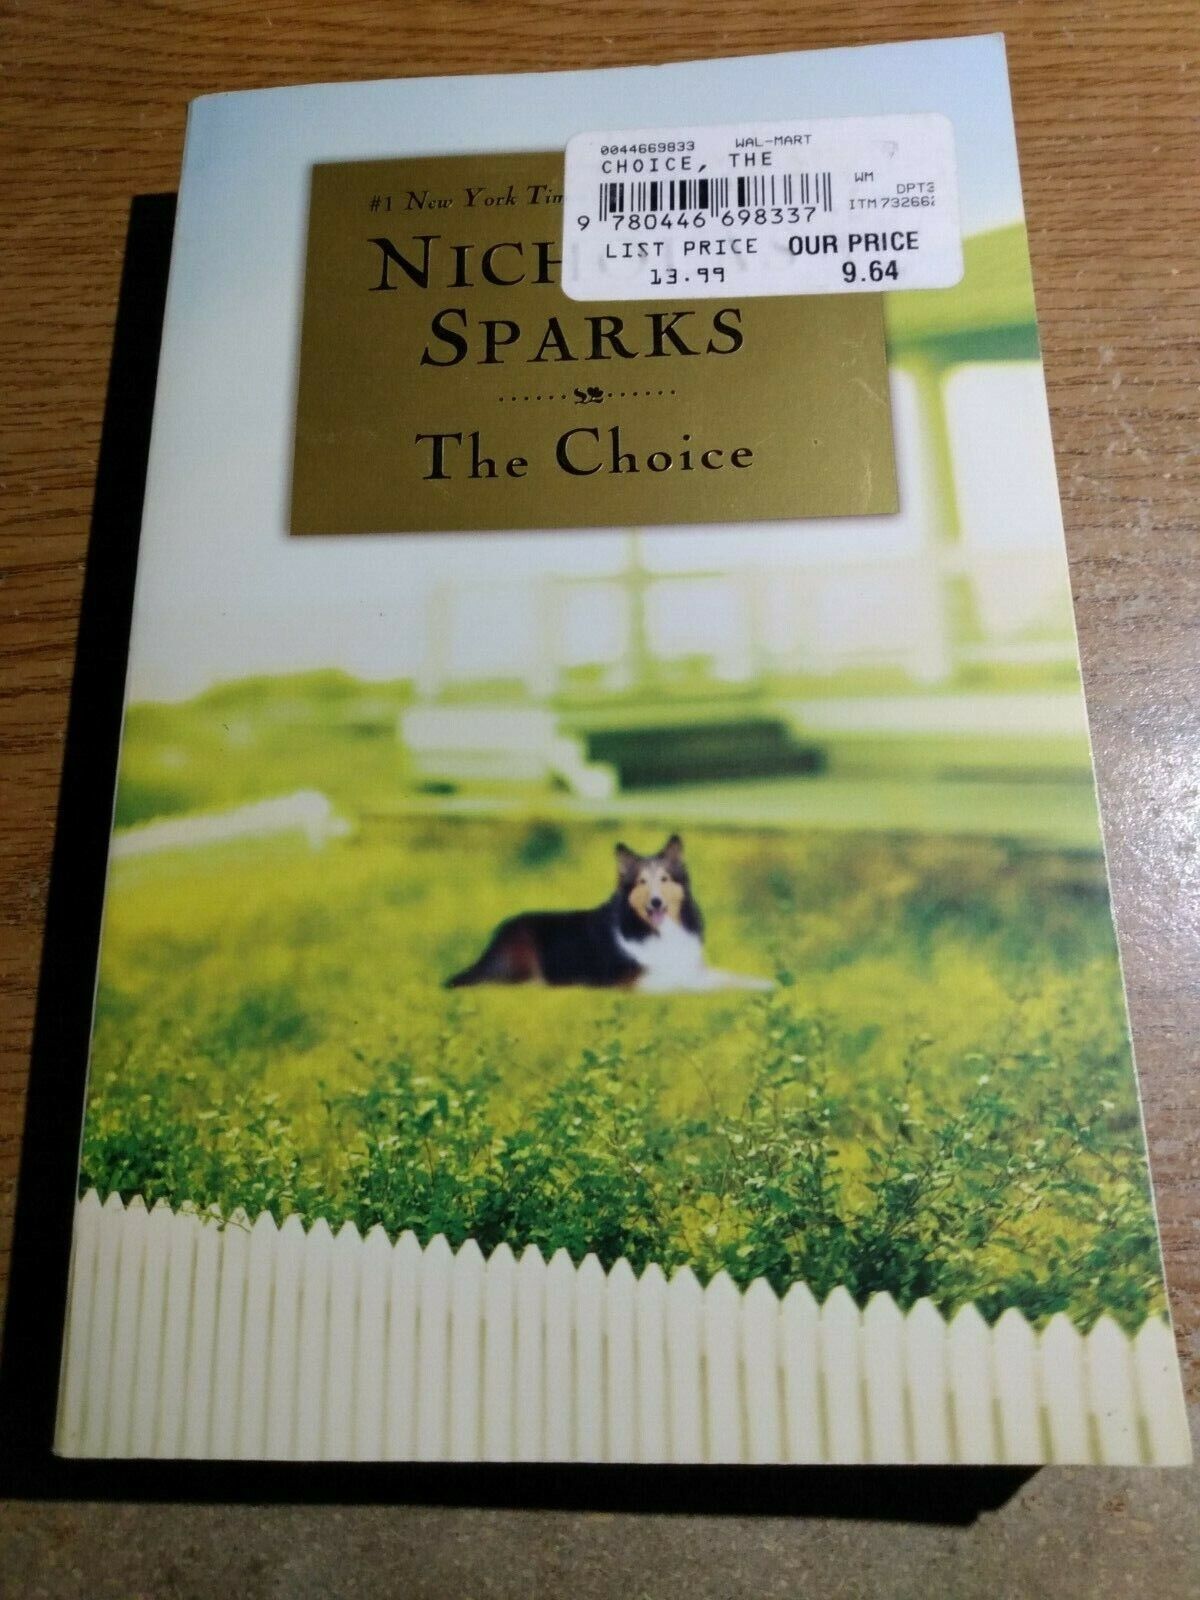 0044669833 WAL-MART
CHOICE, THE
WM
DPT3
9 780446 698337
ITM 732662
LIST PRICE OUR PRICE
13.99 9.64
#1 New York Tim
NICH
SPARKS
The Choice